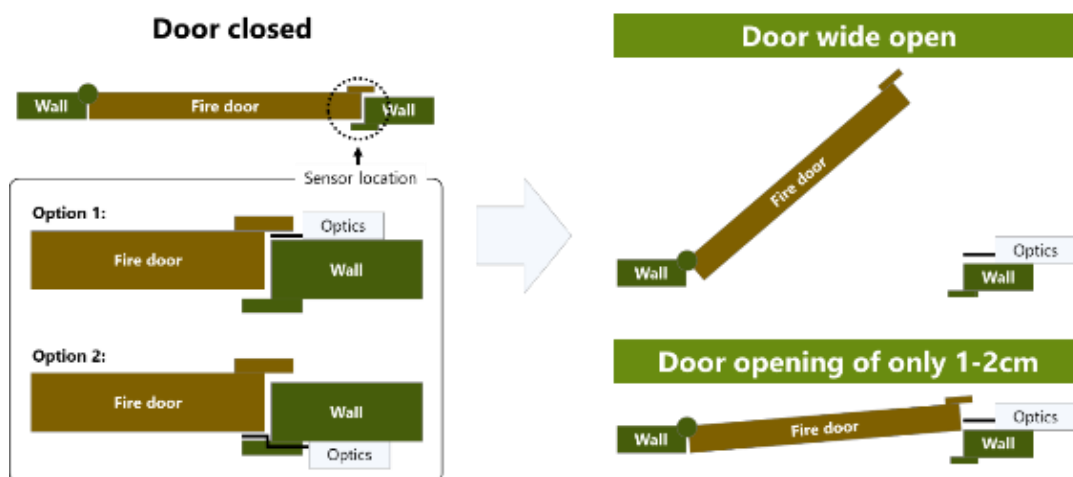 Door closed
Wall
Fire door
Wall
Sensor location
Option 1:
Optics
Fire door
Wall
Option 2:
Fire door
Wall
Optics
Door wide open
Fire door
Optics
Wall
Wall
Door opening of only 1-2cm
Optics
Fire door
Wall
Wall